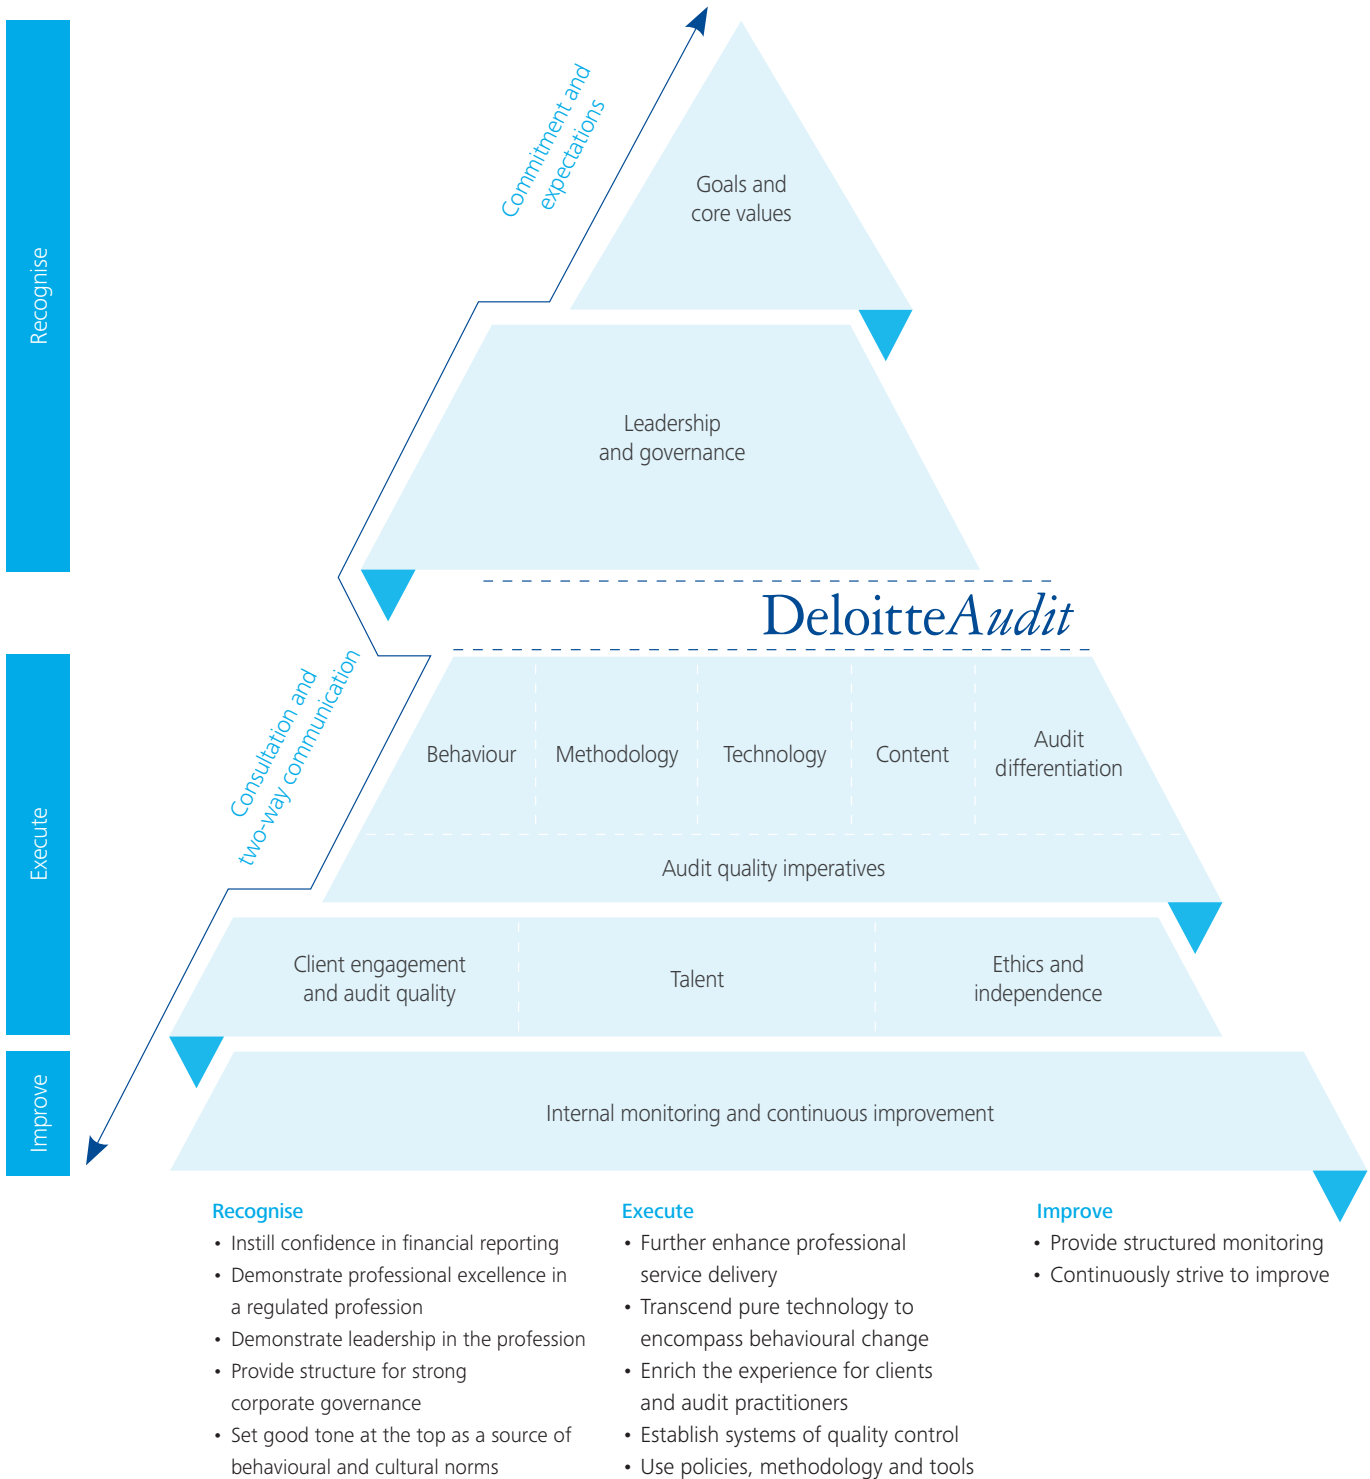 Recognise
Commitment and
expectations
Goals and
core values
Leadership
and governance
DeloitteAudit
Consultation and
two-way communication
Execute
Behaviour
Methodology
Technology
Content
Audit
differentiation
Audit quality imperatives
Client engagement
and audit quality
Talent
Ethics and
independence
Improve
Internal monitoring and continuous improvement
Recognise
• Instill confidence in financial reporting
• Demonstrate professional excellence in
a regulated profession
• Demonstrate leadership in the profession
• Provide structure for strong
corporate governance
• Set good tone at the top as a source of
behavioural and cultural norms
Execute
• Further enhance professional
service delivery
• Transcend pure technology to
encompass behavioural change
• Enrich the experience for clients
and audit practitioners
• Establish systems of quality control
• Use policies, methodology and tools
Improve
• Provide structured monitoring
• Continuously strive to improve